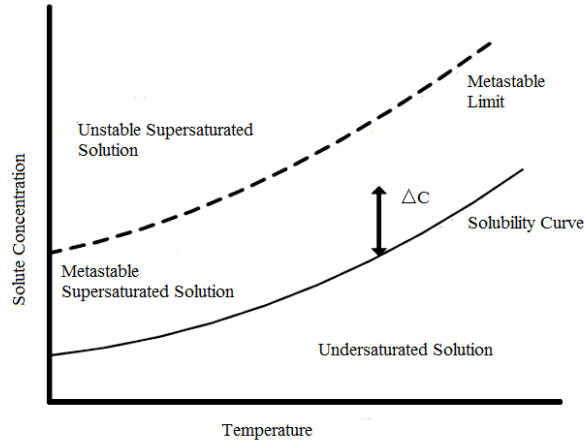 Metastable
Limit
Unstable Supersaturated
Solution
△C
Solubility Curve
Metastable
Supersaturated Solution
Undersaturated Solution
Solute Concentration
Temperature